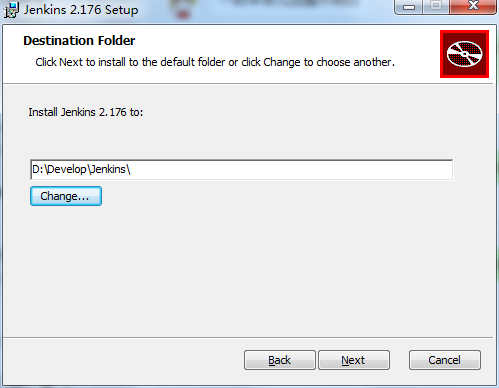 Jenkins 2.176 Setup
Destination Folder
Click Next to install to the default folder or click Change to choose another.
Install Jenkins 2.176 to:
D:\Develop\Jenkins\
Change...
Back Next Cancel